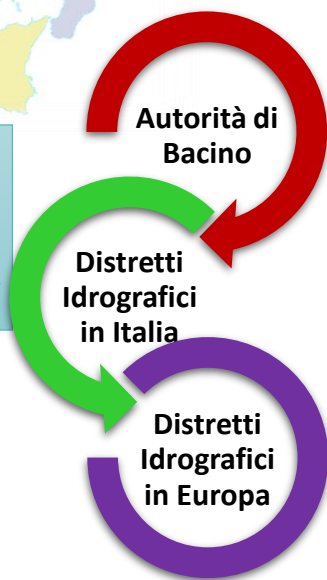 Autorità di
Bacino
Distretti
Idrografici
in Italia
Distretti
Idrografici
in Europa